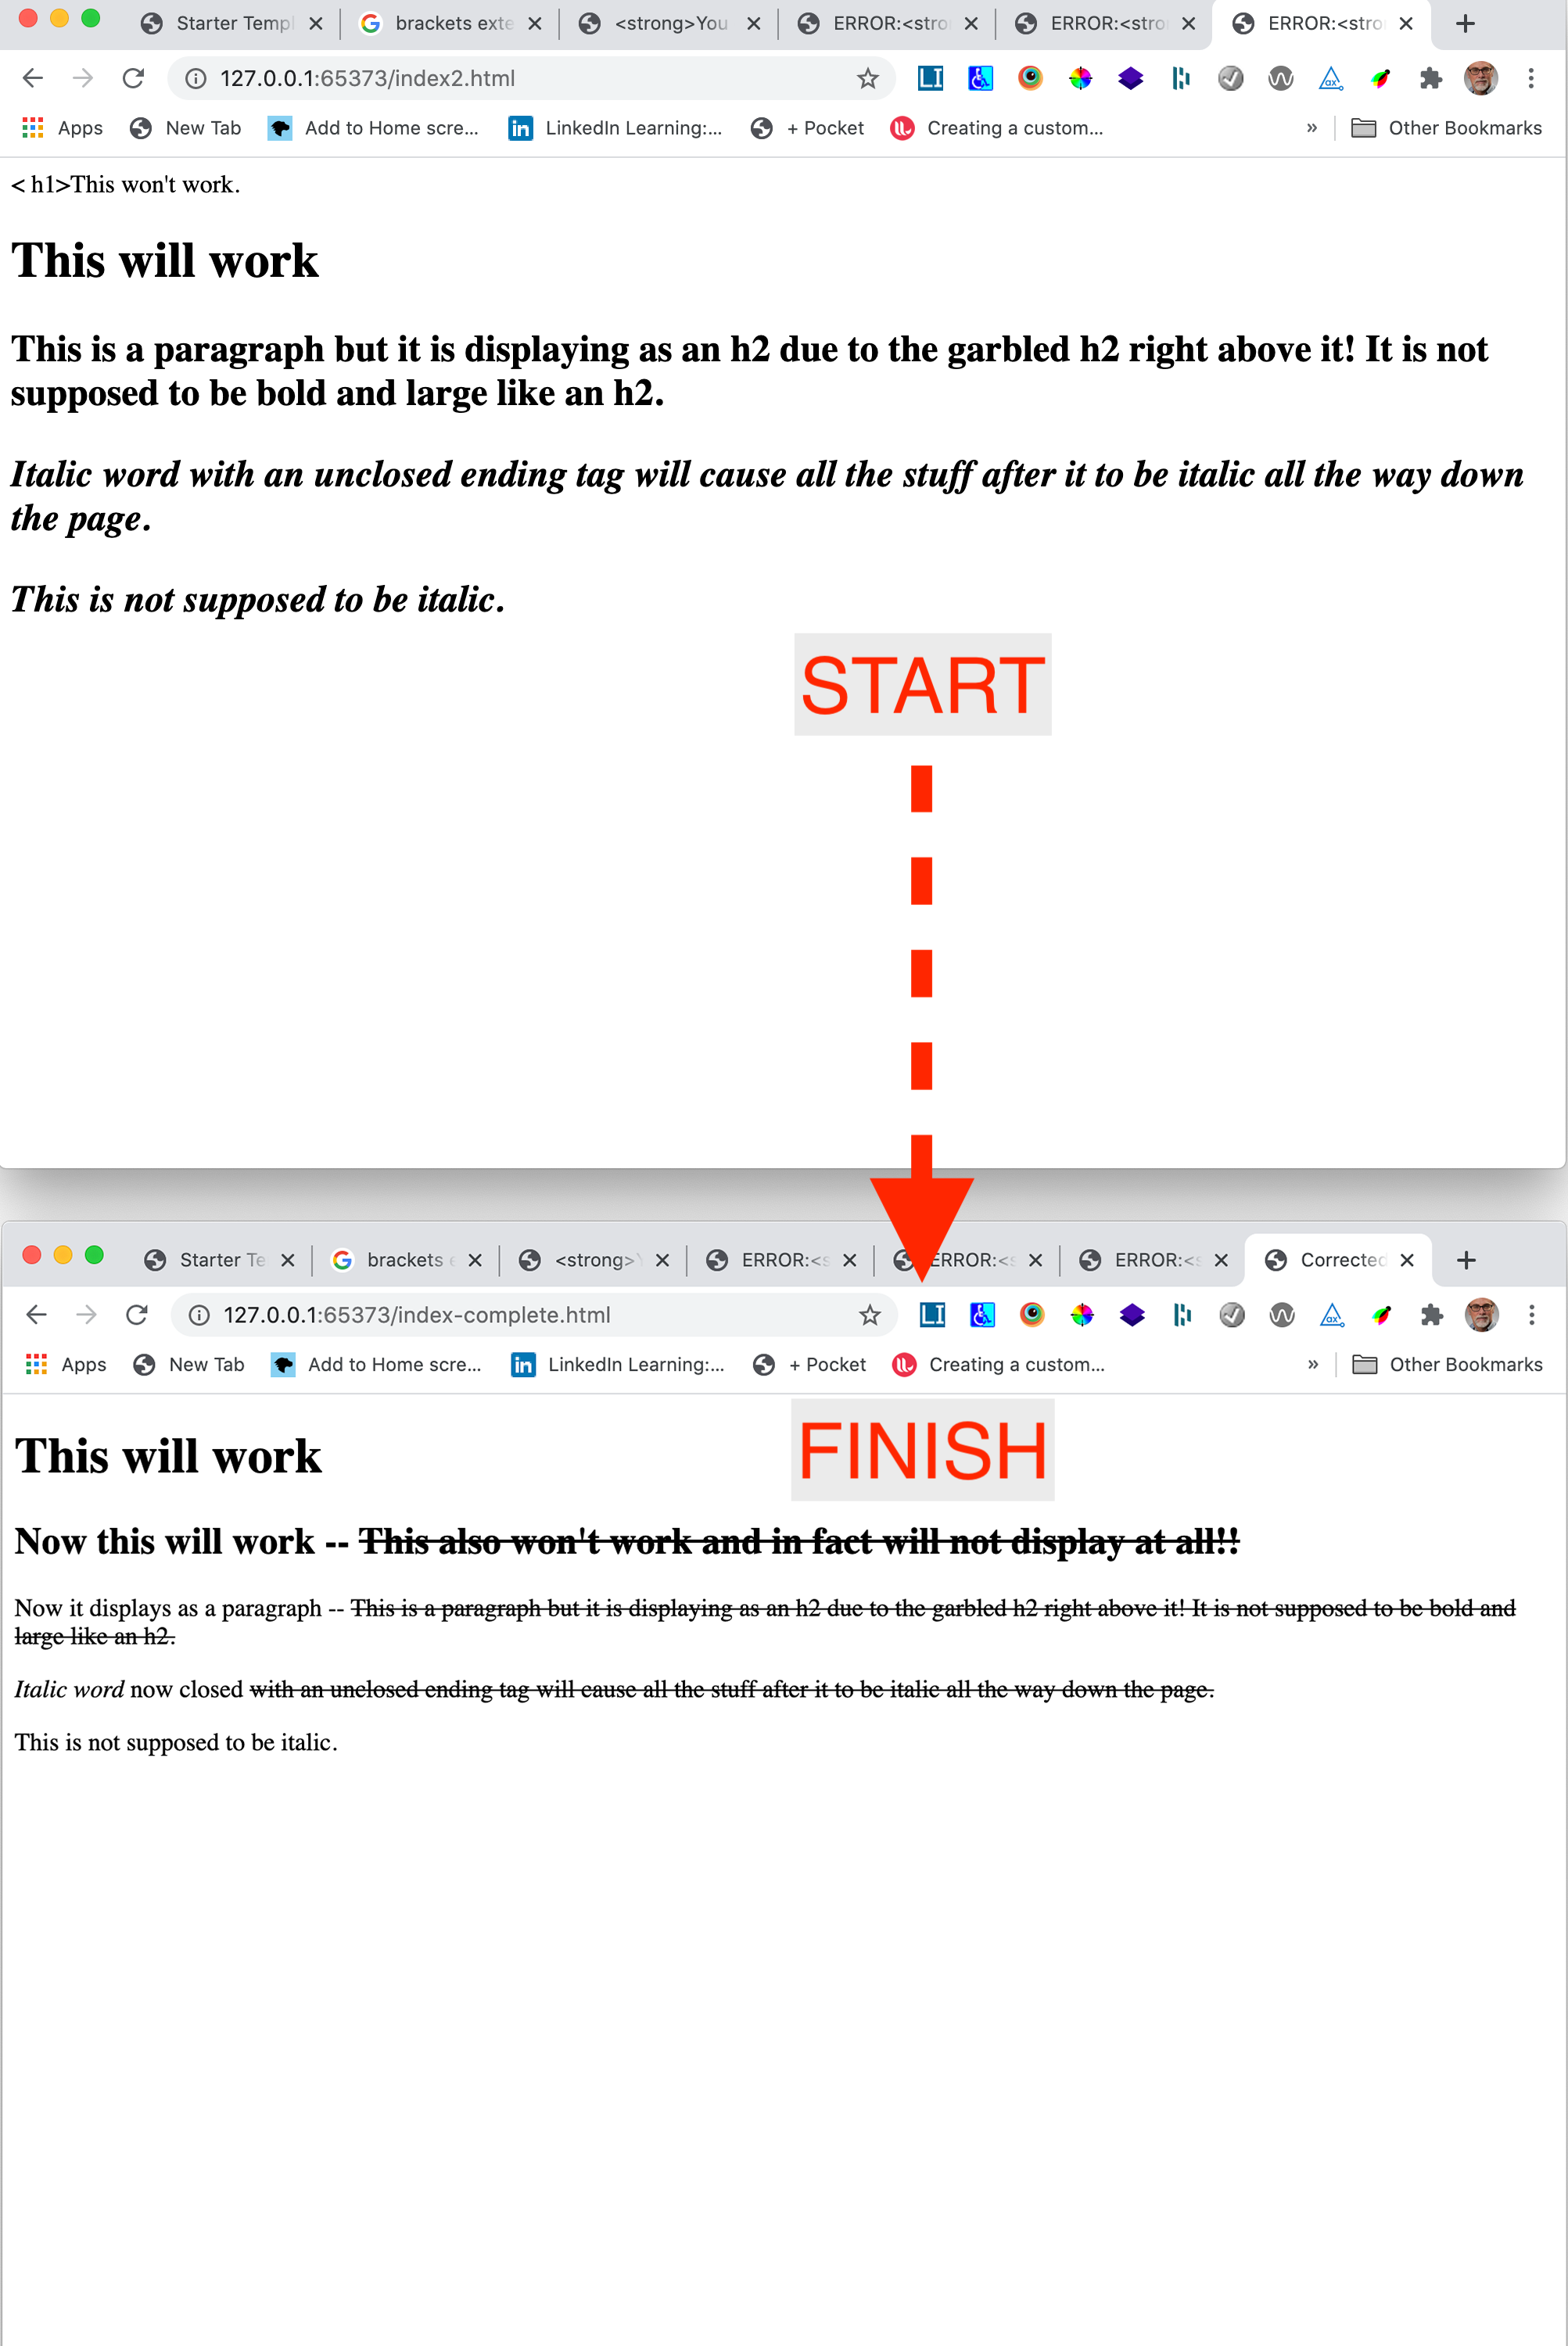 Starter Templ
brackets exte
<strong>You
ERROR:<stro
ERROR:<stro
ERROR:<stro
127.0.0.1:65373/index2.html
LI
ax
Apps
New Tab
Add to Home scre...
in
LinkedIn Learning:...
+ Pocket
Creating a custom...
»
Other Bookmarks
< h1>This won't work.
This will work
This is a paragraph but it is displaying as an h2 due to the garbled h2 right above it! It is not
supposed to be bold and large like an h2.
Italic word with an unclosed ending tag will cause all the stuff after it to be italic all the way down
the page.
This is not supposed to be italic.
START
Starter Te
brackets e
<strong>Y
ERROR:<s
ERROR:<s
ERROR:<s
Corrected
127.0.0.1:65373/index-complete.html
LI
ax
Apps
New Tab
Add to Home scre...
in
LinkedIn Learning:...
+ Pocket
Creating a custom...
»
Other Bookmarks
FINISH
This will work
Now this will work -- This also won't work and in fact will not display at all!!
Now it displays as a paragraph -- This is a paragraph but it is displaying as an h2 due to the garbled h2 right above it! It is not supposed to be bold and
large like an h2.
Italic word now closed with an unclosed ending tag will cause all the stuff after it to be italic all the way down the page.
This is not supposed to be italic.